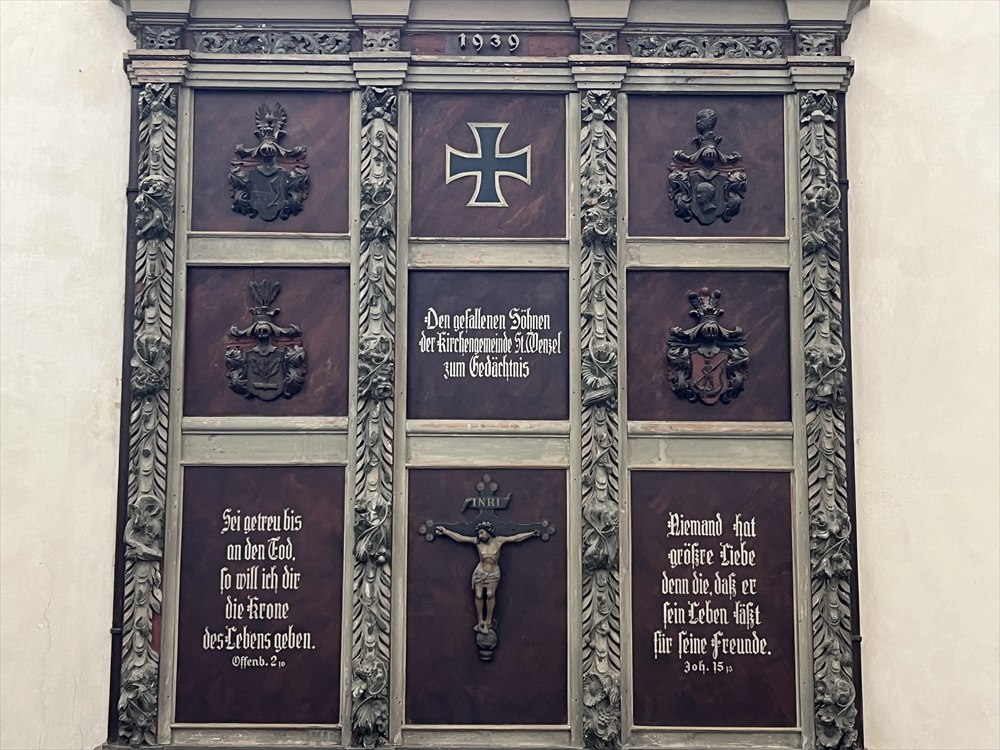 1939
Den gefallenen Söhnen
der Kirchengemeinde St. Wenzel
zum Gedächtnis
Sei getreu bis
an den Tod,
so will ich dir
die Krone
des Lebens geben.
Offenb. 2,10
INRI
Niemand hat
größre Liebe
denn die, daß er
sein Leben läßt
für seine Freunde.
Joh. 15,13